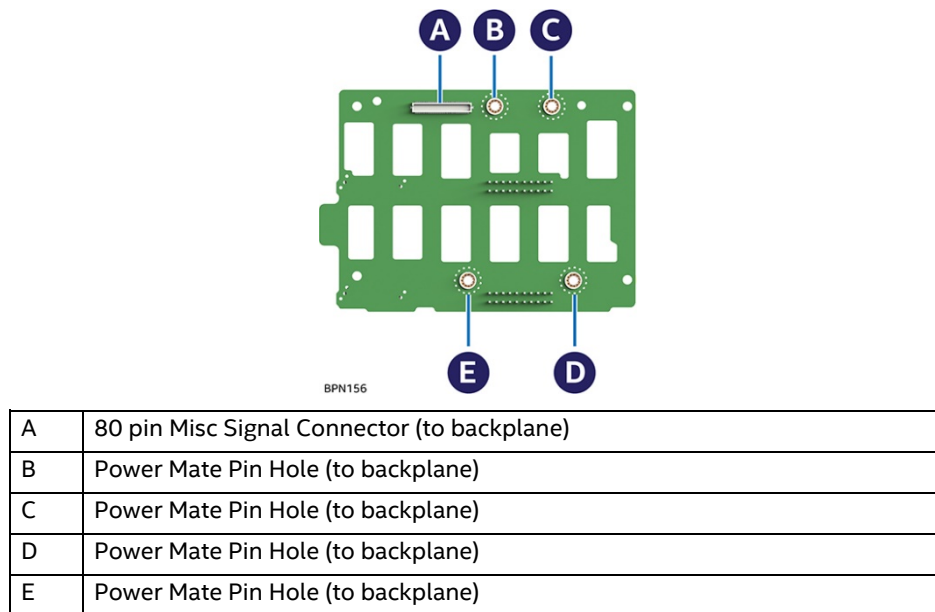 A B C
E D
BPN156
A 80 pin Misc Signal Connector (to backplane)
B Power Mate Pin Hole (to backplane)
C Power Mate Pin Hole (to backplane)
D Power Mate Pin Hole (to backplane)
E Power Mate Pin Hole (to backplane)